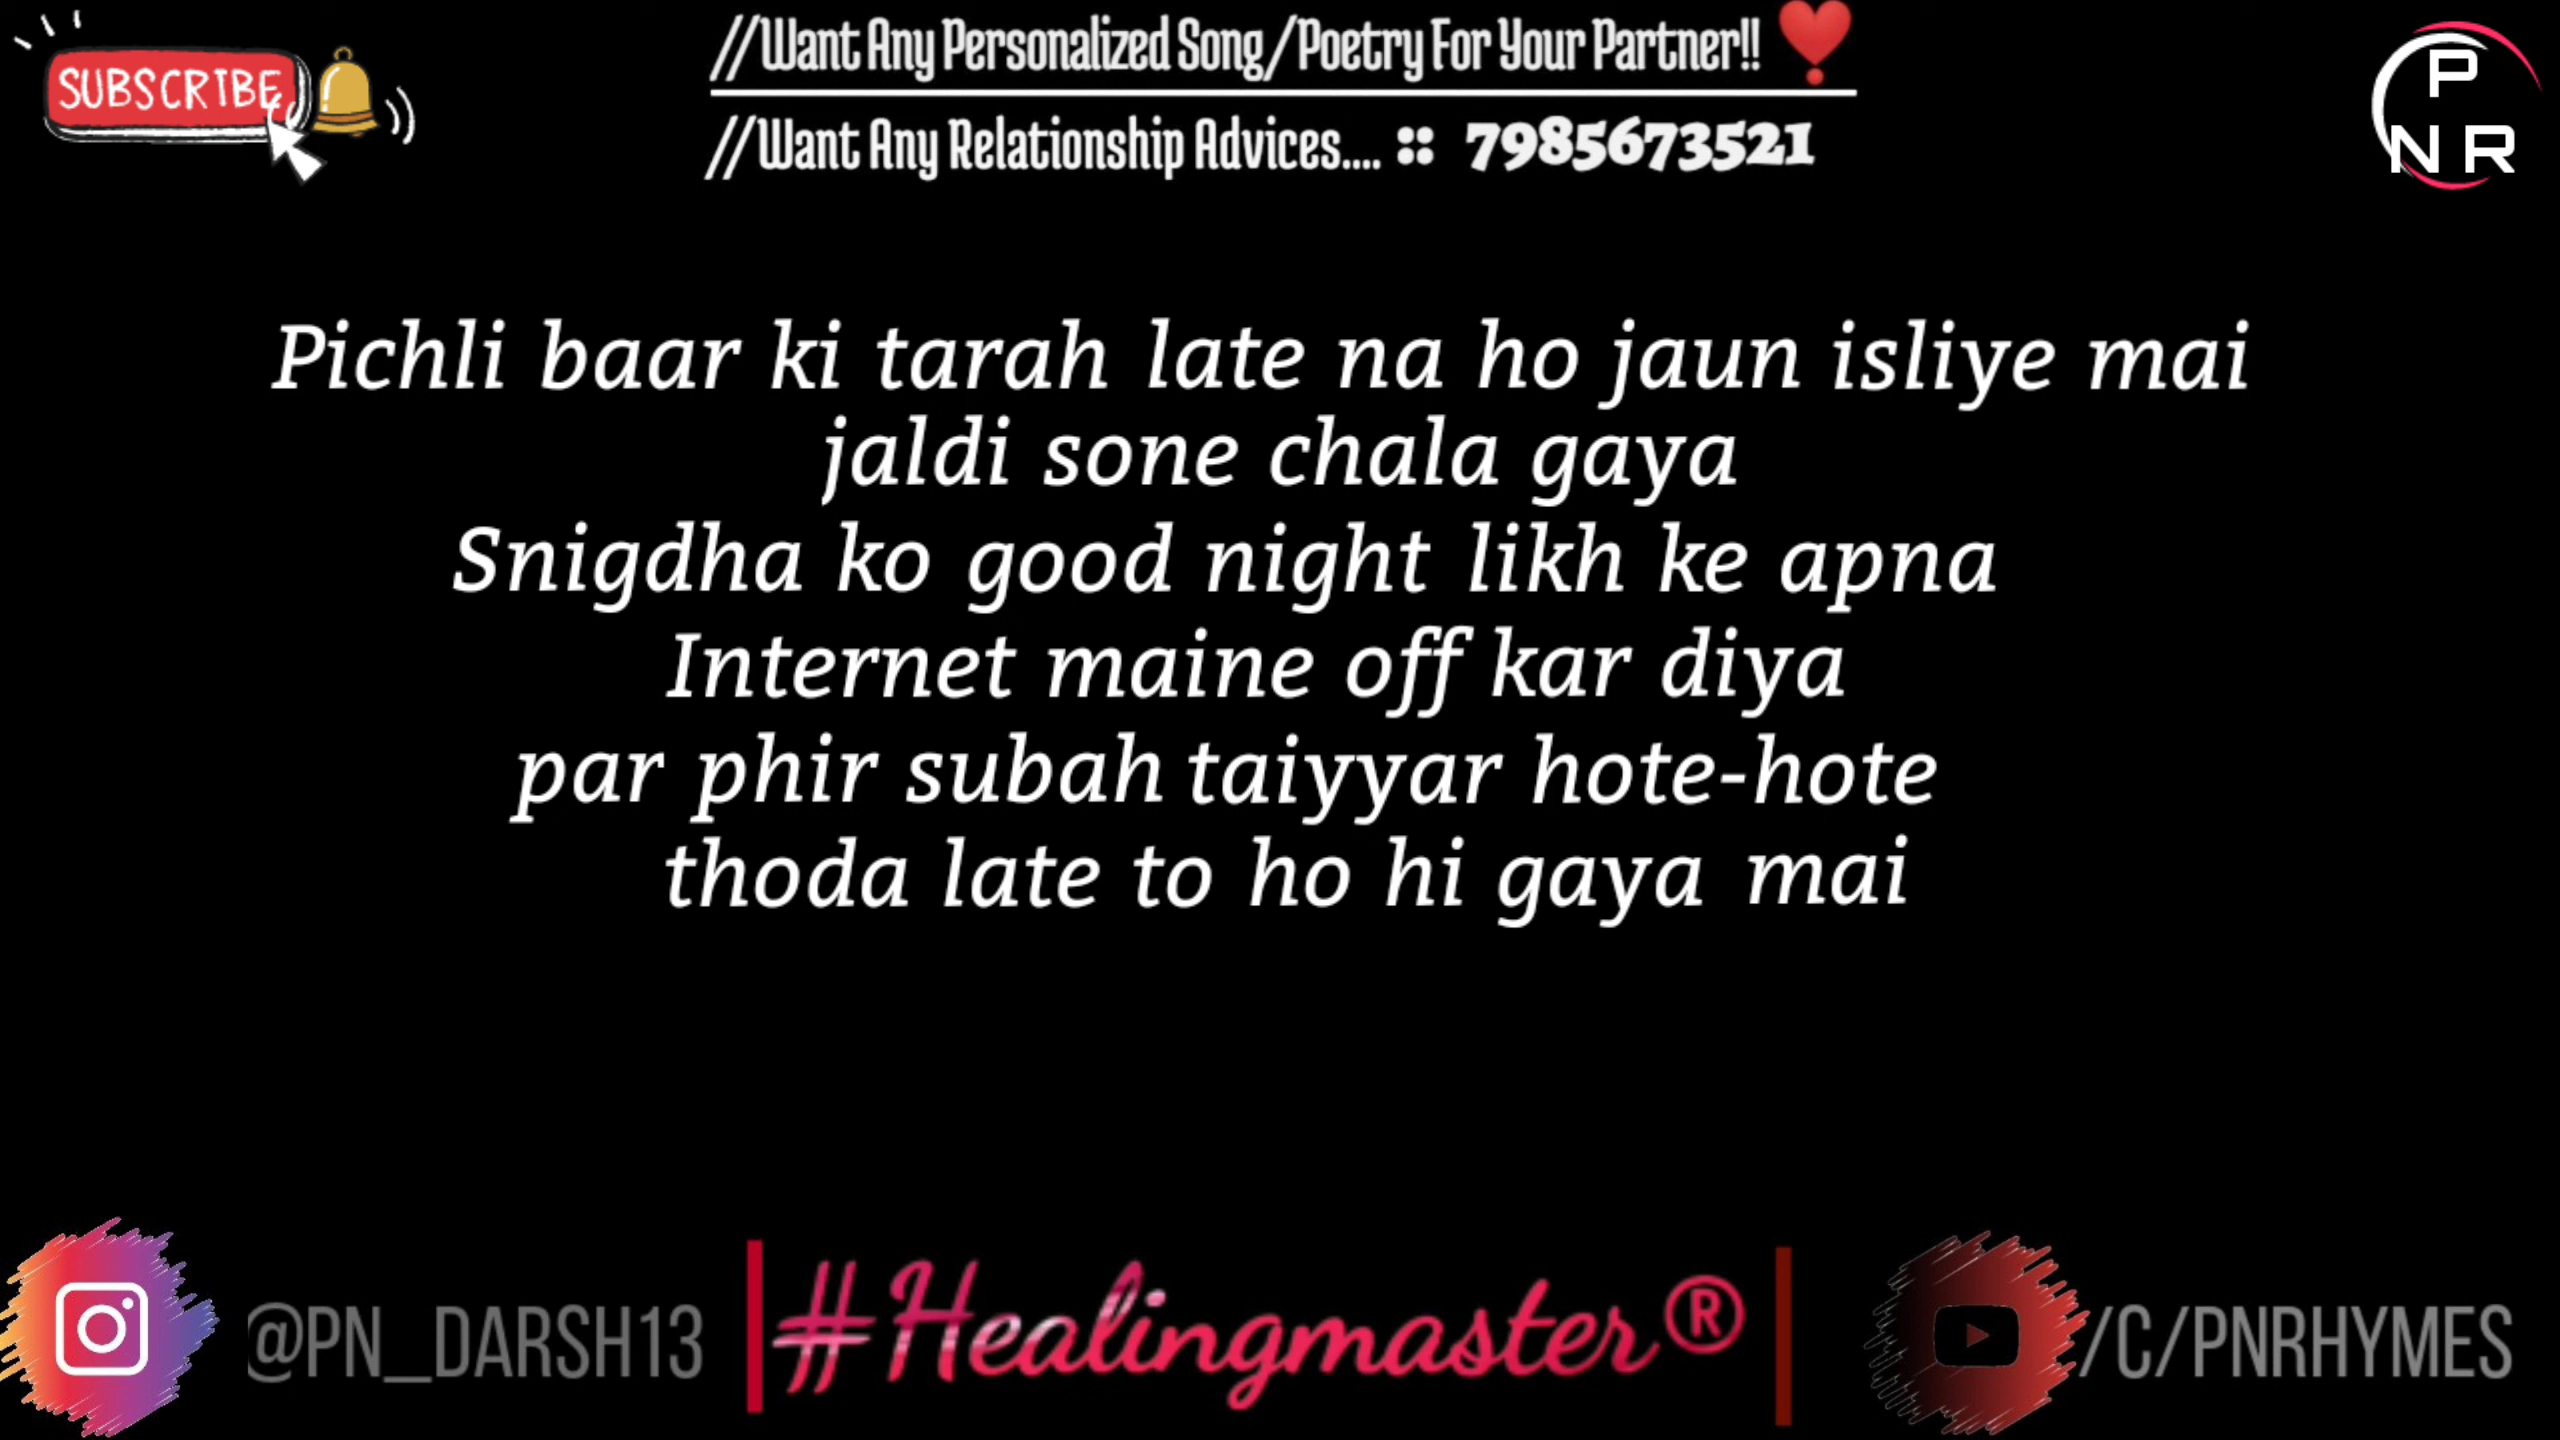 SUBSCRIBE
//Want Any Personalized Song/Poetry For Your Partner!! ❣
//Want Any Relationship Advices.... :: 7985673521
P
N R
Pichli baar ki tarah late na ho jaun isliye mai
jaldi sone chala gaya
Snigdha ko good night likh ke apna
Internet maine off kar diya
par phir subah taiyyar hote-hote
thoda late to ho hi gaya mai
@PN_DARSH13
#Healingmaster®
/C/PNRHYMES